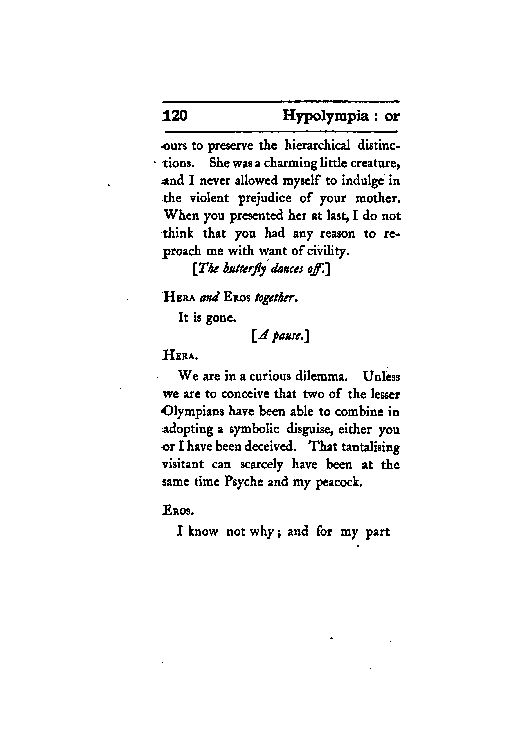 120 Hypolympia : or
ours to preserve the hierarchical distinc-
tions. She was a charming little creature,
and I never allowed myself to indulge in
the violent prejudice of your mother.
When you presented her at last, I do not
think that you had any reason to re-
proach me with want of civility.
[The butterfly dances off.]
Hera and Eros together.
It is gone.
[A pause.]
Hera.
We are in a curious dilemma. Unless
we are to conceive that two of the lesser
Olympians have been able to combine in
adopting a symbolic disguise, either you
or I have been deceived. That tantalising
visitant can scarcely have been at the
same time Psyche and my peacock.
Eros.
I know not why; and for my part